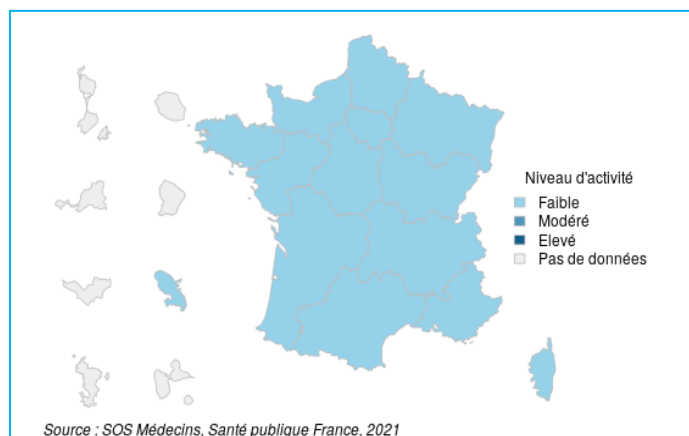 Niveau d'activité
Faible
Modéré
Elevé
Pas de données
Source : SOS Médecins, Santé publique France, 2021